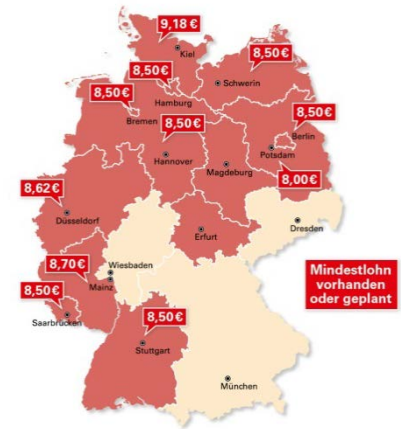 9,18 €
Kiel
8,50 €
Schwerin
8,50 €
Hamburg
8,50 €
Bremen
8,50 €
Hannover
8,50 €
Berlin
Potsdam
8,00 €
Magdeburg
8,62 €
Düsseldorf
Erfurt
Dresden
Wiesbaden
8,70 €
Mainz
8,50 €
Saarbrücken
8,50 €
Stuttgart
München
Mindestlohn
vorhanden
oder geplant